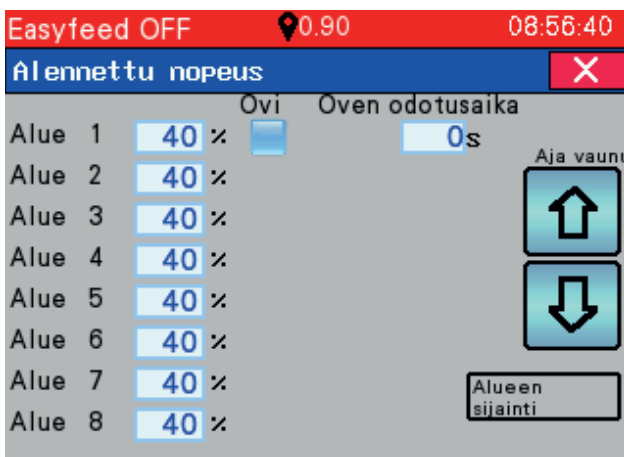 Easyfeed OFF 0.90 08:56:40
Alennettu nopeus
Ovi Oven odotusaika
Alue 1 40 % 0s
Aja vaunu
Alue 2 40 %
Alue 3 40 %
Alue 4 40 %
Alue 5 40 %
Alue 6 40 %
Alue 7 40 %
Alueen
sijainti
Alue 8 40 %